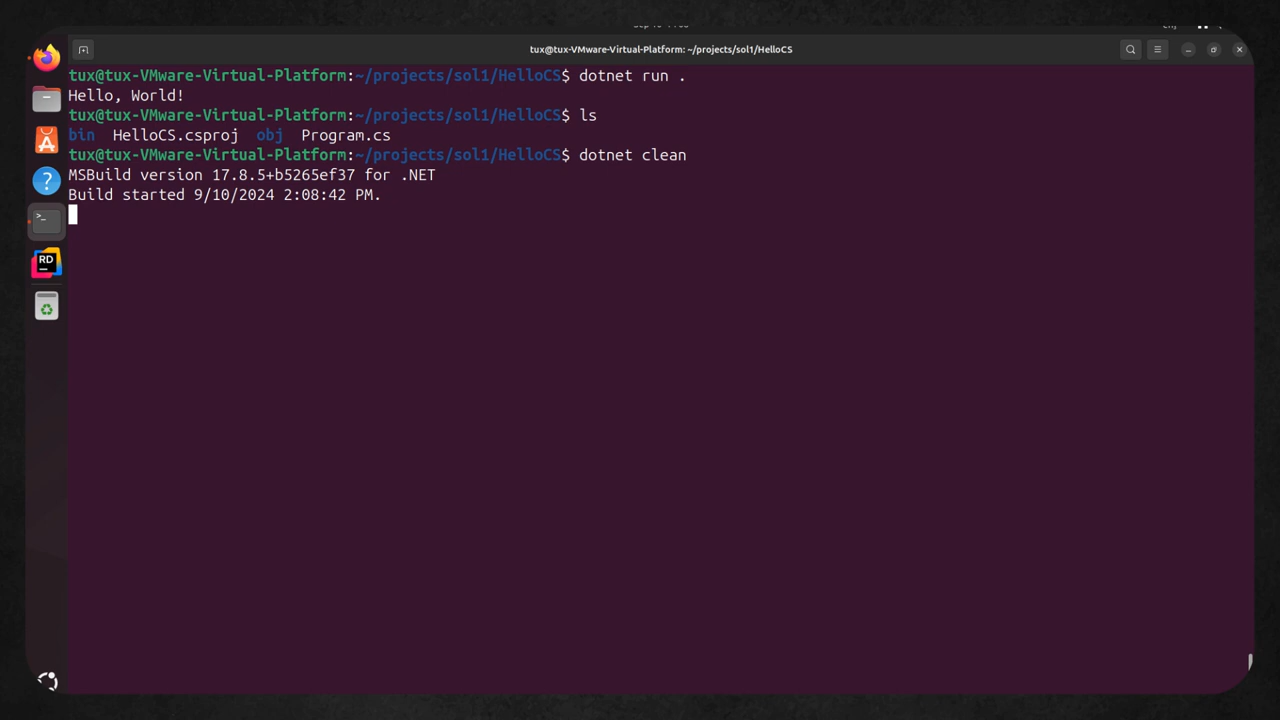 tux@tux-VMware-Virtual-Platform: ~/projects/sol1/HelloCS
tux@tux-VMware-Virtual-Platform:~/projects/sol1/HelloCS$ dotnet run .
Hello, World!
tux@tux-VMware-Virtual-Platform:~/projects/sol1/HelloCS$ ls
bin  HelloCS.csproj  obj  Program.cs
tux@tux-VMware-Virtual-Platform:~/projects/sol1/HelloCS$ dotnet clean
MSBuild version 17.8.5+b5265ef37 for .NET
Build started 9/10/2024 2:08:42 PM.
RD